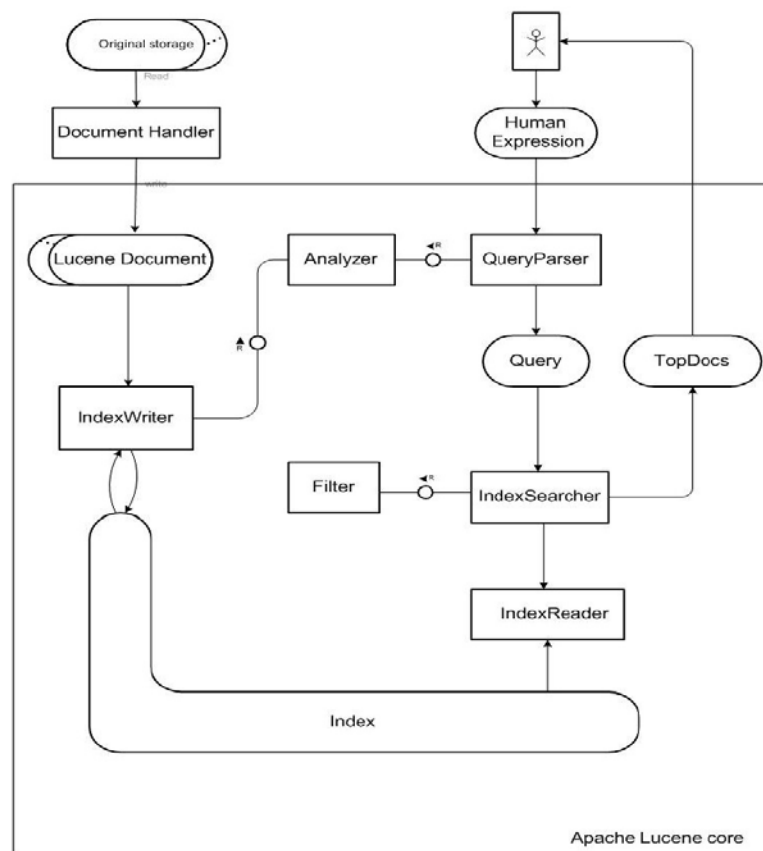 Original storage
Read
Document Handler
write
Lucene Document
IndexWriter
R
Analyzer
R
Human
Expression
QueryParser
Query
TopDocs
Filter
R
IndexSearcher
IndexReader
Index
Apache Lucene core